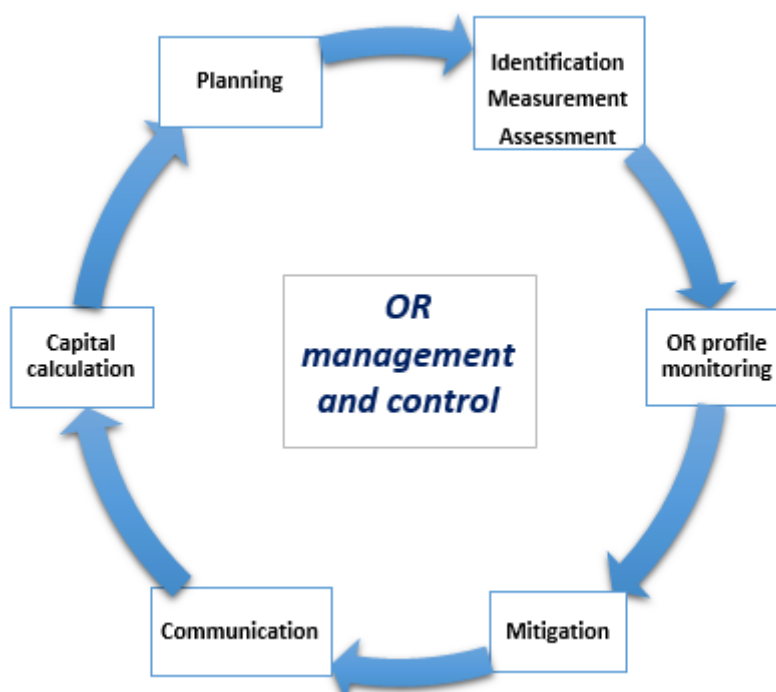 Planning
Identification
Measurement
Assessment
OR
management
and control
Capital
calculation
OR profile
monitoring
Communication
Mitigation